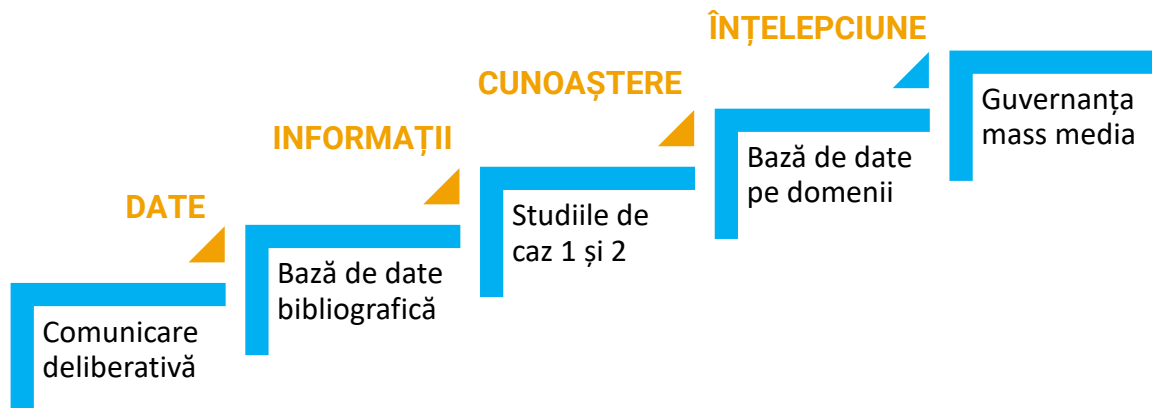 DATE
Comunicare
deliberativă
INFORMAȚII
Bază de date
bibliografică
CUNOAȘTERE
Studiile de
caz 1 și 2
ÎNȚELEPCIUNE
Bază de date
pe domenii
Guvernanța
mass media